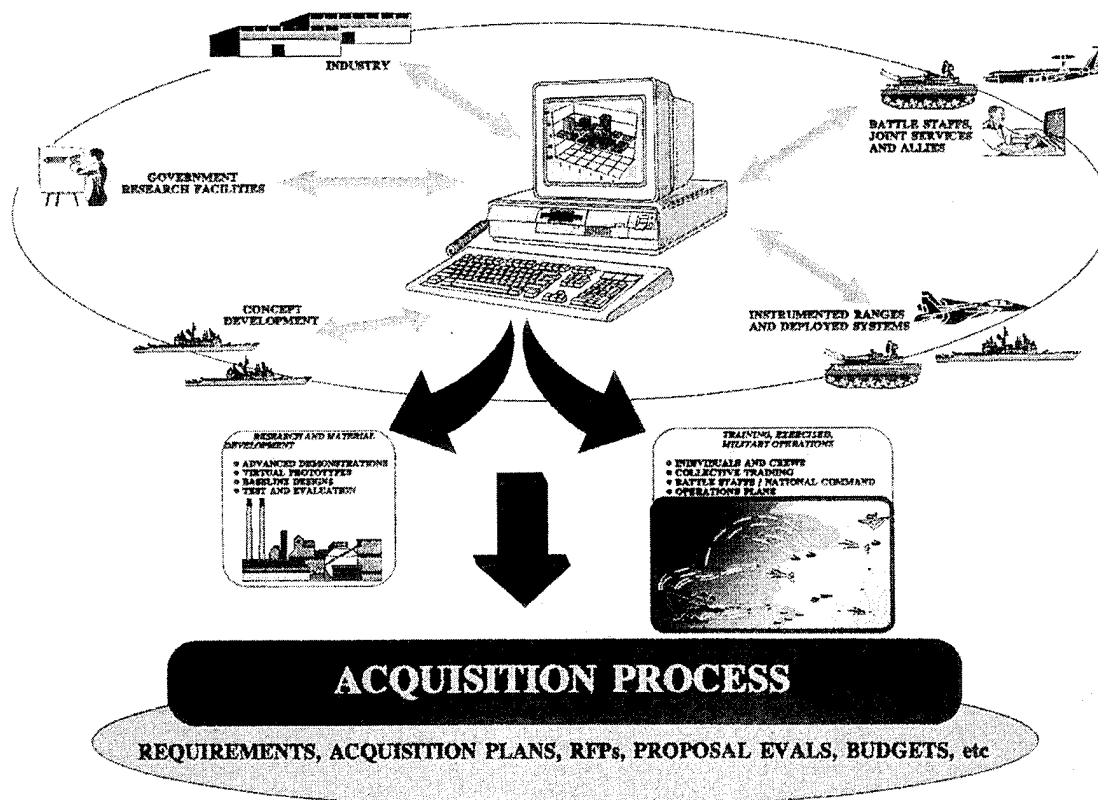 INDUSTRY
BATTLE STAFFS,
JOINT SERVICES
AND ALLIES
GOVERNMENT
RESEARCH FACILITIES
CONCEPT
DEVELOPMENT
INSTRUMENTED RANGES
AND DEPLOYED SYSTEMS
RESEARCH AND MATERIAL
DEVELOPMENT
ADVANCED DEMONSTRATIONS
VIRTUAL PROTOTYPES
BASELINE DESIGNS
TEST AND EVALUATION
TRAINING, EXERCISED,
MILITARY OPERATIONS
INDIVIDUALS AND CREWS
COLLECTIVE TRAINING
BATTLE STAFFS / NATIONAL COMMAND
OPERATIONS PLANS
ACQUISITION PROCESS
REQUIREMENTS, ACQUISITION PLANS, RFPs, PROPOSAL EVALS, BUDGETS, etc